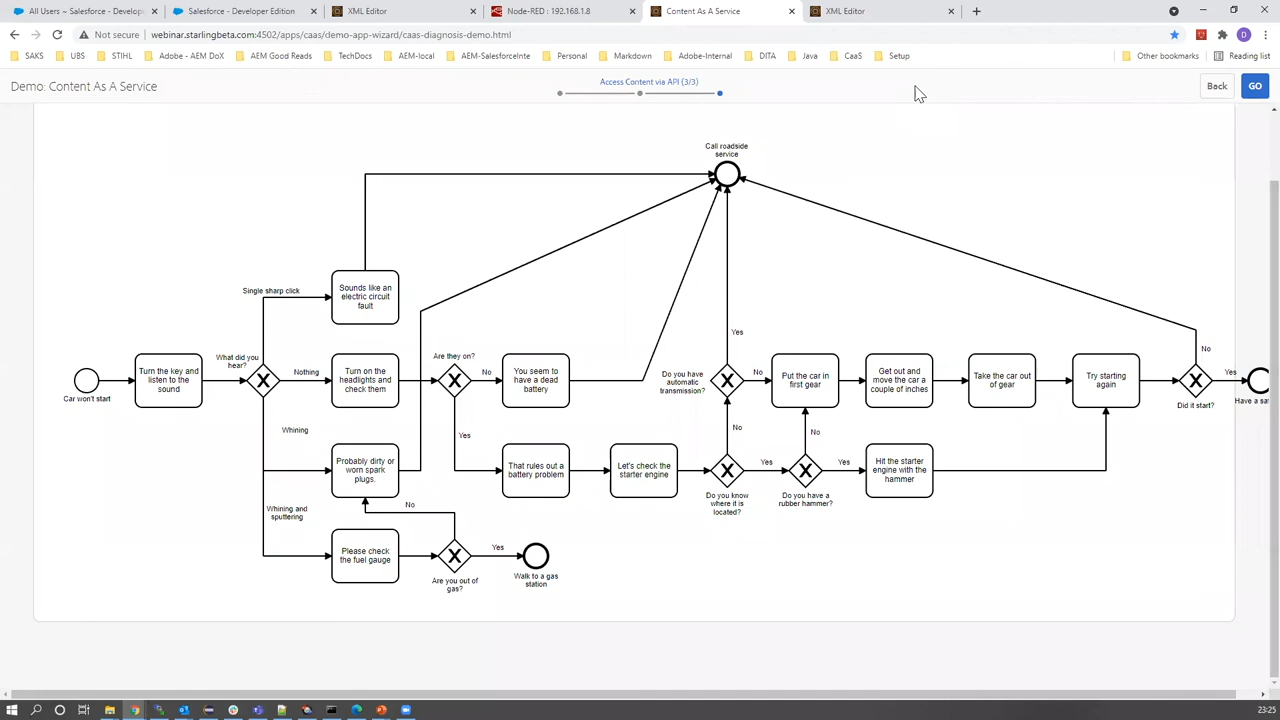 All Users ~ Salesforce - Develop
Salesforce - Developer Edition
XML Editor
Node-RED : 192.168.1.8
Content As A Service
XML Editor
Not secure
webinar.starlingbeta.com:4502/apps/caas/demo-app-wizard/caas-diagnosis-demo.html
D
SAKS
UBS
STIHL
Adobe - AEM DoX
AEM Good Reads
TechDocs
AEM-local
AEM-SalesforceInte
Personal
Markdown
Adobe-Internal
DITA
Java
CaaS
Setup
Other bookmarks
Reading list
Demo: Content As A Service
Access Content via API (3/3)
Back
GO
Call roadside
service
Single sharp click
Sounds like an
electric circuit
fault
Yes
No
Car won't start
Turn the key and
listen to the
sound
What did you
hear?
X
Nothing
Turn on the
headlights and
check them
Are they on?
X
No
You seem to
have a dead
battery
Do you have
automatic
transmission?
X
No
Put the car in
first gear
Get out and
move the car a
couple of inches
Take the car out
of gear
Try starting
again
X
Did it start?
Yes
Have a saf
Whining
Yes
No
No
Probably dirty or
worn spark
plugs.
That rules out a
battery problem
Let's check the
starter engine
X
Do you know
where it is
located?
Yes
X
Do you have a
rubber hammer?
Yes
Hit the starter
engine with the
hammer
Whining and
sputtering
No
Please check
the fuel gauge
X
Are you out of
gas?
Yes
Walk to a gas
station
23:25